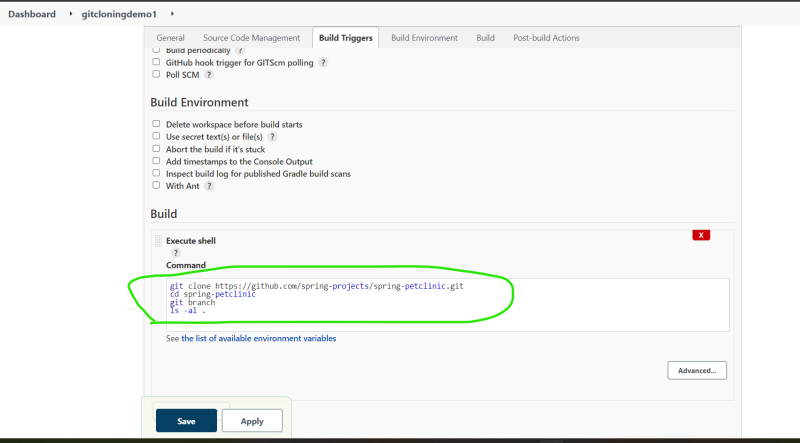 Dashboard gitcloningdemo1
General Source Code Management Build Triggers Build Environment Build Post-build Actions
Build periodically ?
GitHub hook trigger for GITScm polling ?
Poll SCM ?
Build Environment
Delete workspace before build starts
Use secret text(s) or file(s) ?
Abort the build if it's stuck
Add timestamps to the Console Output
Inspect build log for published Gradle build scans
With Ant ?
Build
Execute shell X
?
Command
git clone https://github.com/spring-projects/spring-petclinic.git
cd spring-petclinic
git branch
ls -al .
See the list of available environment variables
Advanced...
Save Apply